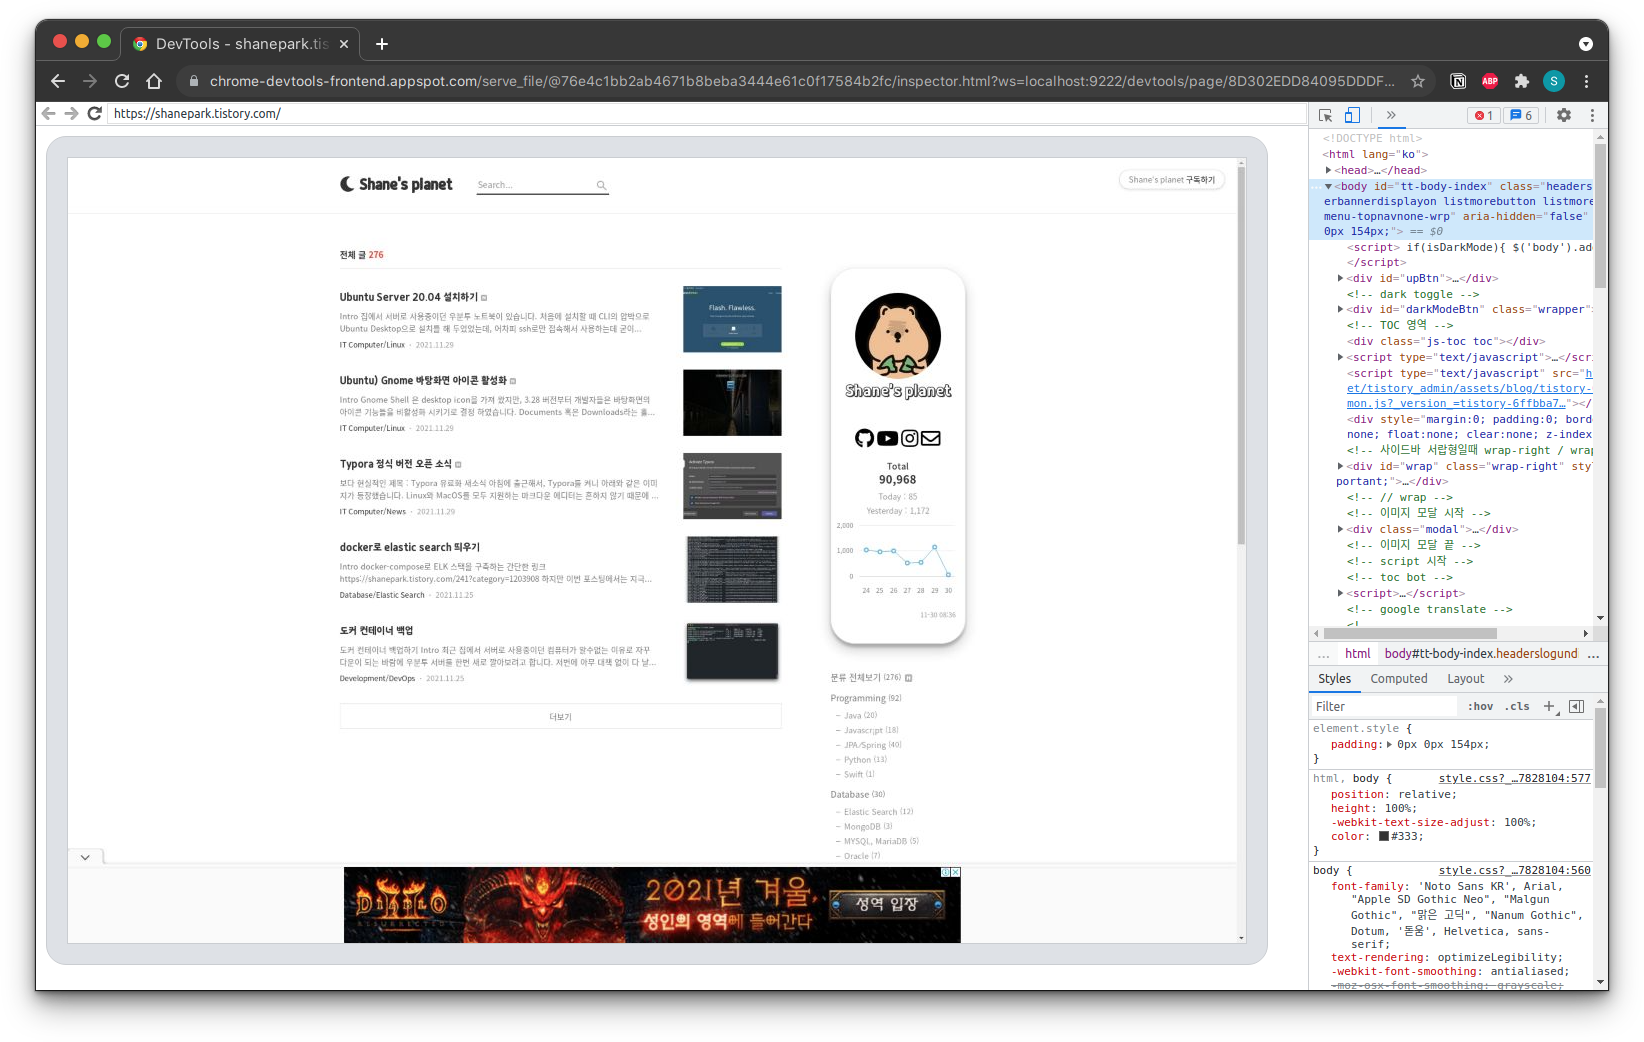 DevTools - shanepark.tis
chrome-devtools-frontend.appspot.com/serve_file/@76e4c1bb2ab4671b8beba3444e61c0f17584b2fc/inspector.html?ws=localhost:9222/devtools/page/8D302EDD84095DDDF...
ABP
S
https://shanepark.tistory.com/
Shane's planet
Search...
Shane's planet 구독하기
전체 글 276
Ubuntu Server 20.04 설치하기
Intro 집에서 서버로 사용중이던 우분투 노트북이 있습니다. 처음에 설치할 때 CLI의 압박으로
Ubuntu Desktop으로 설치를 해 두었었는데, 어차피 ssh로만 접속해서 사용하는데 굳이...
IT Computer/Linux · 2021.11.29
Flash. Flawless.
Ubuntu) Gnome 바탕화면 아이콘 활성화
Intro Gnome Shell 은 desktop icon을 가져 왔지만, 3.28 버전부터 개발자들은 바탕화면의
아이콘 기능들을 비활성화 시키기로 결정 하였습니다. Documents 혹은 Downloads라는 홀...
IT Computer/Linux · 2021.11.29
Typora 정식 버전 오픈 소식
보다 현실적인 제목 : Typora 유료화 새소식 아침에 출근해서, Typora를 켜니 아래와 같은 이미
지가 등장했습니다. Linux와 MacOS를 모두 지원하는 마크다운 에디터는 흔하지 않기 때문에 ...
IT Computer/News · 2021.11.29
docker로 elastic search 띄우기
Intro docker-compose로 ELK 스택을 구축하는 간단한 링크
https://shanepark.tistory.com/241?category=1203908 하지만 이번 포스팅에서는 지극...
Database/Elastic Search · 2021.11.25
도커 컨테이너 백업
도커 컨테이너 백업하기 Intro 최근 집에서 서버로 사용중이던 컴퓨터가 알수없는 이유로 자꾸
다운이 되는 바람에 우분투 서버를 한번 새로 깔아보려고 합니다. 저번에 아무 대책 없이 다 날...
Development/DevOps · 2021.11.25
더보기
Shane's planet
Total
90,968
Today : 85
Yesterday : 1,172
2,000
1,000
0
24 25 26 27 28 29 30
11-30 08:36
분류 전체보기 (276)
Programming (92)
– Java (20)
– Javascr;pt (18)
– JPA/Spring (40)
– Python (13)
– Swift (1)
Database (30)
– Elastic Search (12)
– MongoDB (3)
– MYSQL, MariaDB (5)
– Oracle (7)
DIABLO II
RESURRECTED
2021년 겨울,
성인의 영역에 들어간다
성역 입장
1
6
<!DOCTYPE html>
<html lang="ko">
<head>…</head>
<body id="tt-body-index" class="headers
erbannerdisplayon listmorebutton listmore
menu-topnavnone-wrp" aria-hidden="false"
0px 154px;"> == $0
<script> if(isDarkMode){ $('body').add
</script>
<div id="upBtn">…</div>
<!-- dark toggle -->
<div id="darkModeBtn" class="wrapper"
<!-- TOC 영역 -->
<div class="js-toc toc"></div>
<script type="text/javascript">…</scri
<script type="text/javascript" src="h
et/tistory_admin/assets/blog/tistory-
mon.js?_version_=tistory-6ffbba7…"></
<div style="margin:0; padding:0; borde
none; float:none; clear:none; z-index
<!-- 사이드바 서랍형일때 wrap-right / wrap
<div id="wrap" class="wrap-right" styl
portant;">…</div>
<!-- // wrap -->
<!-- 이미지 모달 시작 -->
<div class="modal">…</div>
<!-- 이미지 모달 끝 -->
<!-- script 시작 -->
<!-- toc bot -->
<script>…</script>
<!-- google translate -->
... html body#tt-body-index.headerslogund ...
Styles Computed Layout
Filter :hov .cls
element.style {
padding: 0px 0px 154px;
}
html, body { style.css?_…7828104:577
position: relative;
height: 100%;
-webkit-text-size-adjust: 100%;
color: #333;
}
body { style.css?_…7828104:560
font-family: 'Noto Sans KR', Arial,
"Apple SD Gothic Neo", "Malgun
Gothic", "맑은 고딕", "Nanum Gothic",
Dotum, '돋움', Helvetica, sans-
serif;
text-rendering: optimizeLegibility;
-webkit-font-smoothing: antialiased;
-moz-osx-font-smoothing: grayscale;